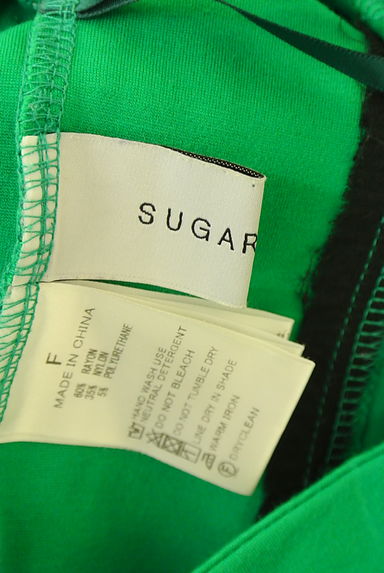 SUGAR
F
MADE IN CHINA
60% RAYON
35% NYLON
5% POLYURETHANE
HAND WASH USE
NEUTRAL DETERGENT
DO NOT BLEACH
DO NOT TUMBLE DRY
LINE DRY IN SHADE
WARM IRON
DRYCLEAN